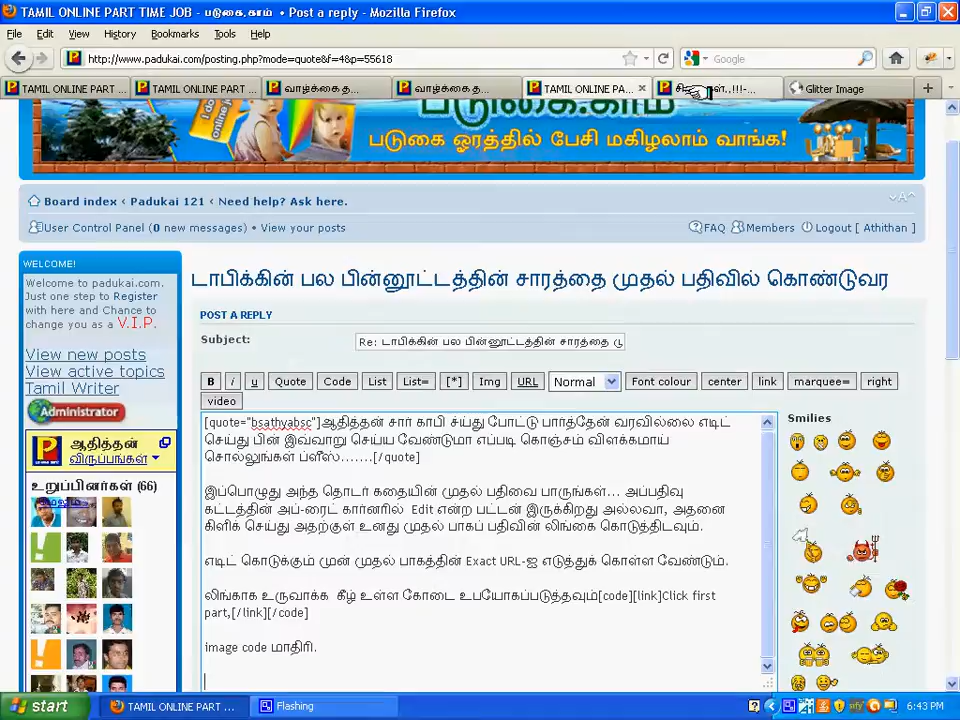 TAMIL ONLINE PART TIME JOB - படுகை.காம் • Post a reply - Mozilla Firefox
File Edit View History Bookmarks Tools Help
http://www.padukai.com/posting.php?mode=quote&f=4&p=55618
Google
TAMIL ONLINE PART ...
TAMIL ONLINE PART ...
வாழ்க்கை த...
வாழ்க்கை த...
TAMIL ONLINE PA...
Glitter Image
படுகை.காம்
படுகை ஓரத்தில் பேசி மகிழலாம் வாங்க!
Board index ‹ Padukai 121 ‹ Need help? Ask here.
User Control Panel (0 new messages) • View your posts
FAQ Members Logout [ Athithan ]
WELCOME!
Welcome to padukai.com.
Just one step to Register
with here and Chance to
change you as a V.I.P.
View new posts
View active topics
Tamil Writer
Administrator
ஆதித்தன்
விருப்பங்கள்
உறுப்பினர்கள் (66)
டாபிக்கின் பல பின்னூட்டத்தின் சாரத்தை முதல் பதிவில் கொண்டுவர
POST A REPLY
Subject:
Re: டாபிக்கின் பல பின்னூட்டத்தின் சாரத்தை மு
B i u Quote Code List List= [*] Img URL Normal Font colour center link marquee= right
video
[quote="bsathyabsc"]ஆதித்தன் சார் காபி ச்ய்து போட்டு பார்த்தேன் வரவில்லை எடிட்
செய்து பின் இவ்வாறு செய்ய வேண்டுமா எப்படி கொஞ்சம் விளக்கமாய்
சொல்லுங்கள் ப்ளீஸ்.......[/quote]
இப்பொழுது அந்த தொடர் கதையின் முதல் பதிவை பாருங்கள்... அப்பதிவு
கட்டத்தின் அப்-ரைட் கார்னரில் Edit என்ற பட்டன் இருக்கிறது அல்லவா, அதனை
கிளிக் செய்து அதற்குள் உனது முதல் பாகப் பதிவின் லிங்கை கொடுத்திடவும்.
எடிட் கொடுக்கும் முன் முதல் பாகத்தின் Exact URL-ஐ எடுத்துக் கொள்ள வேண்டும்.
லிங்காக உருவாக்க கீழ் உள்ள கோடை உபயோகப்படுத்தவும்[code][link]Click first
part,[/link][/code]
image code மாதிரி.
Smilies
start
TAMIL ONLINE PART ...
Flashing
6:43 PM